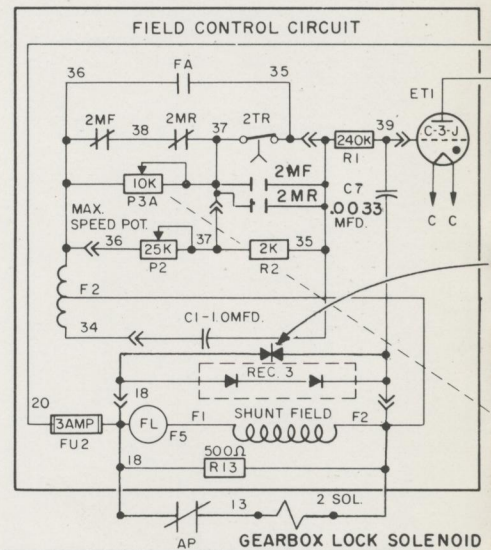 FIELD CONTROL CIRCUIT
36 FA 35
ET1
2MF 38 2MR 37 2TR 39 C-3-J
240K
R1
2MF
10K
P3A
2MR
C7
.0033
MFD.
C C
MAX.
SPEED POT.
36 25K 37 2K 35
P2 R2
F2
34 C1-1.0MFD.
REC. 3
18
20 3AMP FL F1 SHUNT FIELD F2
FU2 F5
18 500Ω
R13
13 2 SOL.
AP GEARBOX LOCK SOLENOID